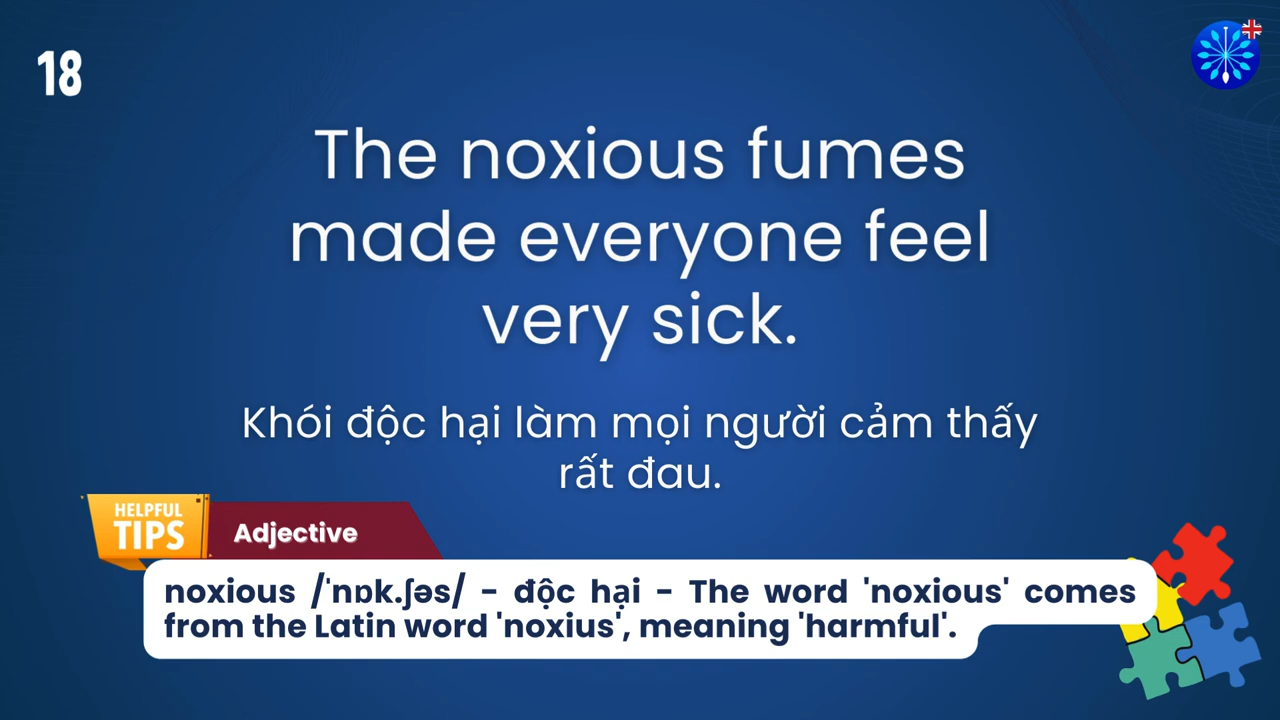 18
The noxious fumes
made everyone feel
very sick.
Khói độc hại làm mọi người cảm thấy
rất đau.
HELPFUL
TIPS
Adjective
noxious /ˈnɒk.ʃəs/ - độc hại - The word 'noxious' comes
from the Latin word 'noxius', meaning 'harmful'.